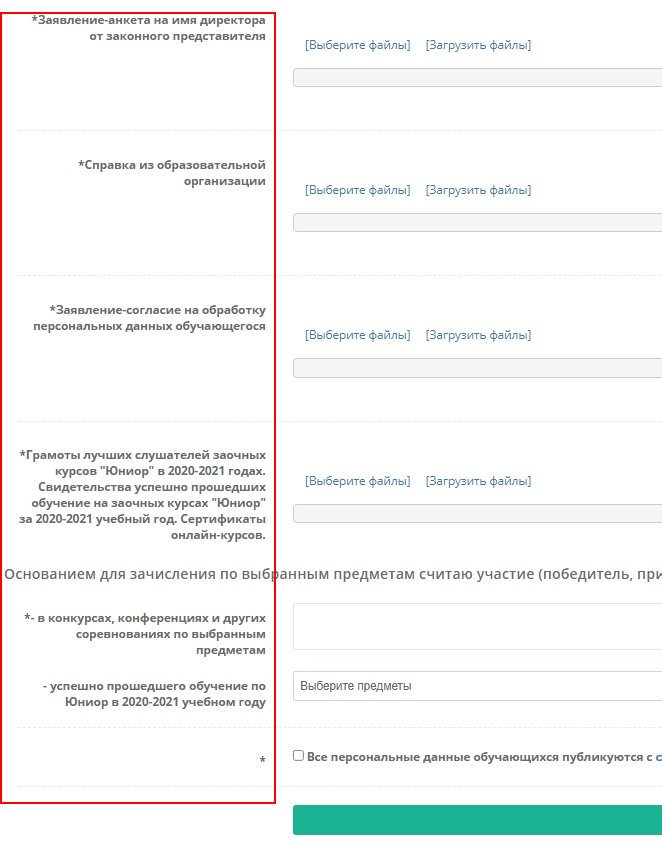 *Заявление-анкета на имя директора
от законного представителя
[Выберите файлы] [Загрузить файлы]
*Справка из образовательной
организации
[Выберите файлы] [Загрузить файлы]
*Заявление-согласие на обработку
персональных данных обучающегося
[Выберите файлы] [Загрузить файлы]
*Грамоты лучших слушателей заочных
курсов "Юниор" в 2020-2021 годах.
Свидетельства успешно прошедших
обучение на заочных курсах "Юниор"
за 2020-2021 учебный год. Сертификаты
онлайн-курсов.
[Выберите файлы] [Загрузить файлы]
Основанием для зачисления по выбранным предметам считаю участие (победитель, при
*- в конкурсах, конференциях и других
соревнованиях по выбранным
предметам
- успешно прошедшего обучение по
Юниор в 2020-2021 учебном году
Выберите предметы
*
Все персональные данные обучающихся публикуются с с